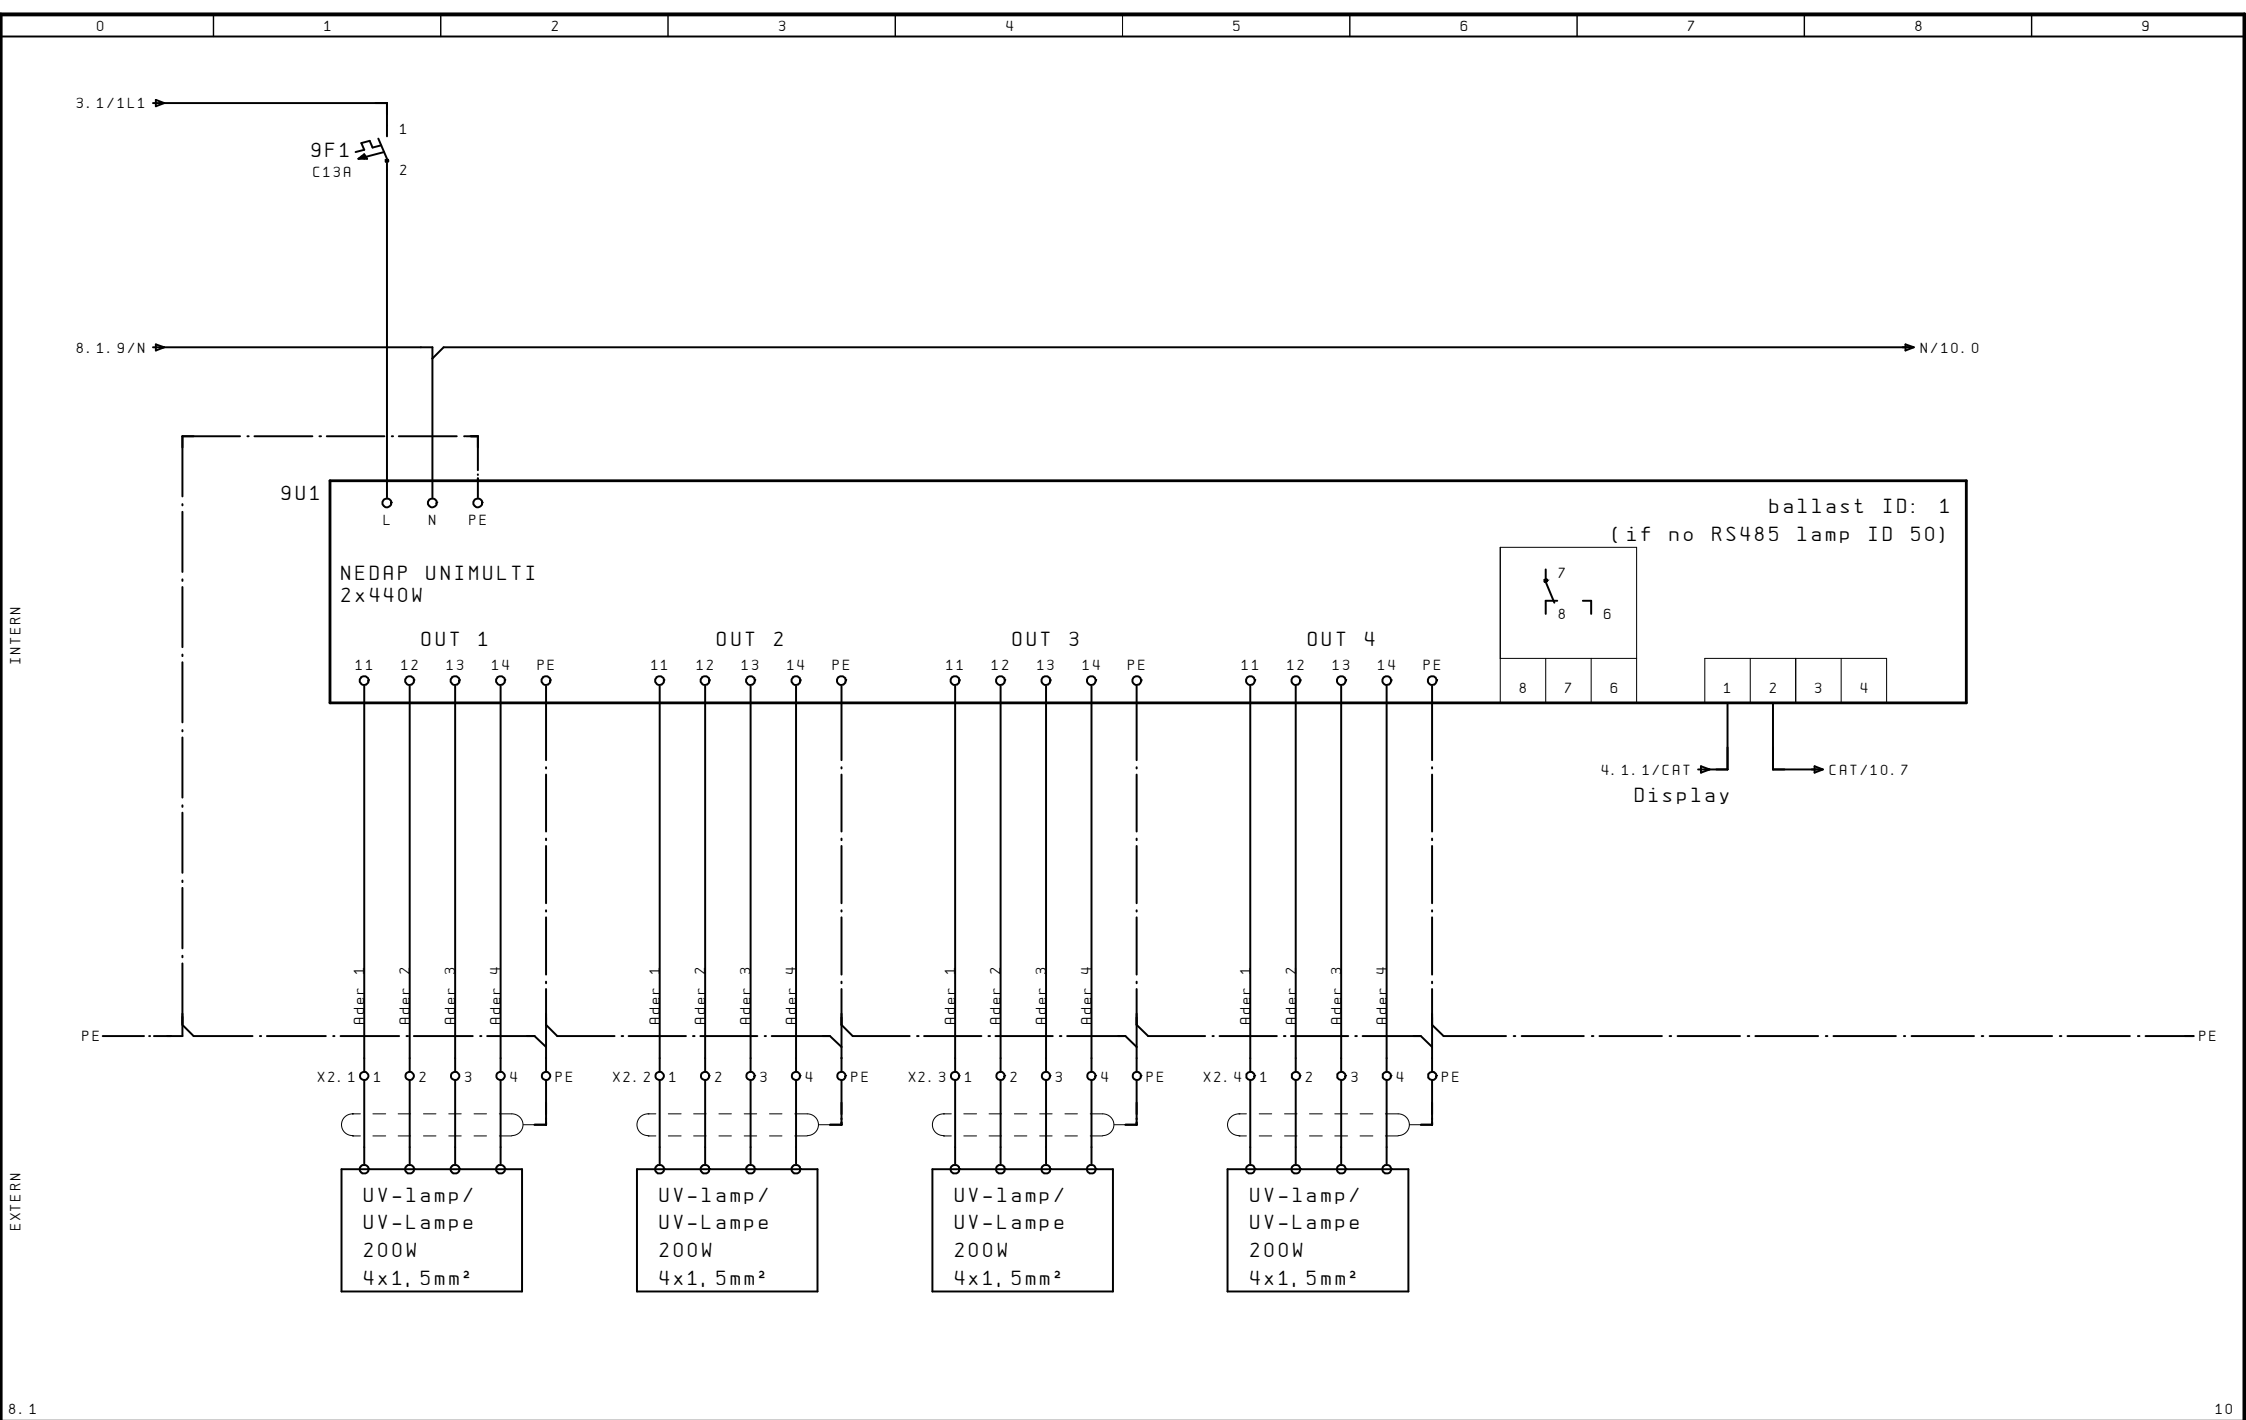 0 1 2 3 4 5 6 7 8 9
3.1/1L1
1
9F1
C13A
2
8.1.9/N
N/10.0
9U1
L N PE
ballast ID: 1
(if no RS485 lamp ID 50)
NEDAP UNIMULTI
2x440W
7
8 6
INTERN
OUT 1 OUT 2 OUT 3 OUT 4
11 12 13 14 PE 11 12 13 14 PE 11 12 13 14 PE 11 12 13 14 PE
8 7 6 1 2 3 4
4.1.1/CAT CAT/10.7
Display
Ader 1 Ader 2 Ader 3 Ader 4 Ader 1 Ader 2 Ader 3 Ader 4 Ader 1 Ader 2 Ader 3 Ader 4 Ader 1 Ader 2 Ader 3 Ader 4
PE PE
X2.1 1 2 3 4 PE X2.2 1 2 3 4 PE X2.3 1 2 3 4 PE X2.4 1 2 3 4 PE
EXTERN
UV-lamp/ UV-lamp/ UV-lamp/ UV-lamp/
UV-Lampe UV-Lampe UV-Lampe UV-Lampe
200W 200W 200W 200W
4x1,5mm² 4x1,5mm² 4x1,5mm² 4x1,5mm²
8.1 10